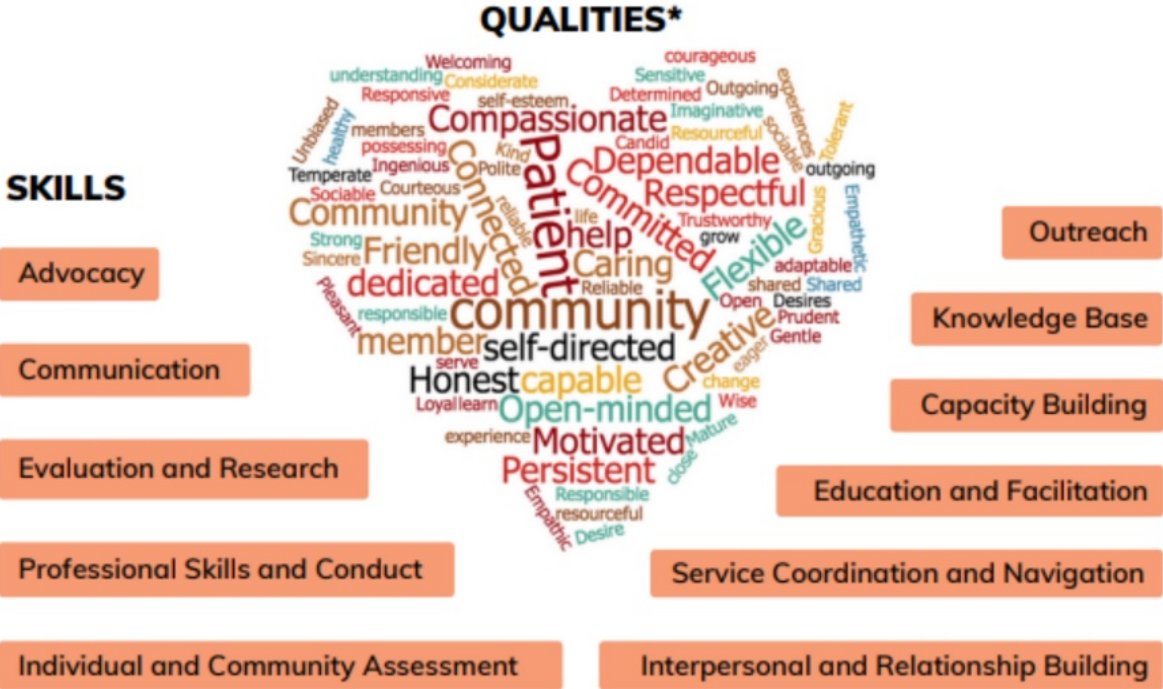 QUALITIES*
courageous
Welcoming
understanding
Considerate
Sensitive
Outgoing
experiences
Responsive
self-esteem
Determined
Imaginative
Tolerant
Unbiased
healthy
members
Compassionate
Resourceful
sociable
possessing
Kind
Patient
Candid
Dependable
outgoing
Temperate
Ingenious
Connected
Polite
Committed
Respectful
SKILLS
Sociable
Courteous
reliable
Community
life
Trustworthy
Gracious
Empathetic
Strong
Friendly
help
grow
Flexible
Sincere
Caring
adaptable
dedicated
Reliable
shared
Shared
Pleasant
responsible
community
Open
Desires
Creative
Prudent
member
self-directed
eager
Gentle
serve
Honest
capable
change
Loyal
learn
Open-minded
Wise
experience
Motivated
Mature
Persistent
close
Empathic
Responsible
resourceful
Desire
Advocacy
Communication
Evaluation and Research
Professional Skills and Conduct
Individual and Community Assessment
Outreach
Knowledge Base
Capacity Building
Education and Facilitation
Service Coordination and Navigation
Interpersonal and Relationship Building